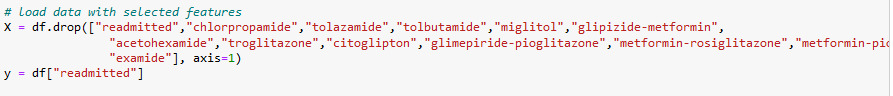 # load data with selected features
X = df.drop(["readmitted","chlorpropamide","tolazamide","tolbutamide","miglitol","glipizide-metformin",
"acetohexamide","troglitazone","citoglipton","glimepiride-pioglitazone","metformin-rosiglitazone","metformin-pio
"examide"], axis=1)
y = df["readmitted"]